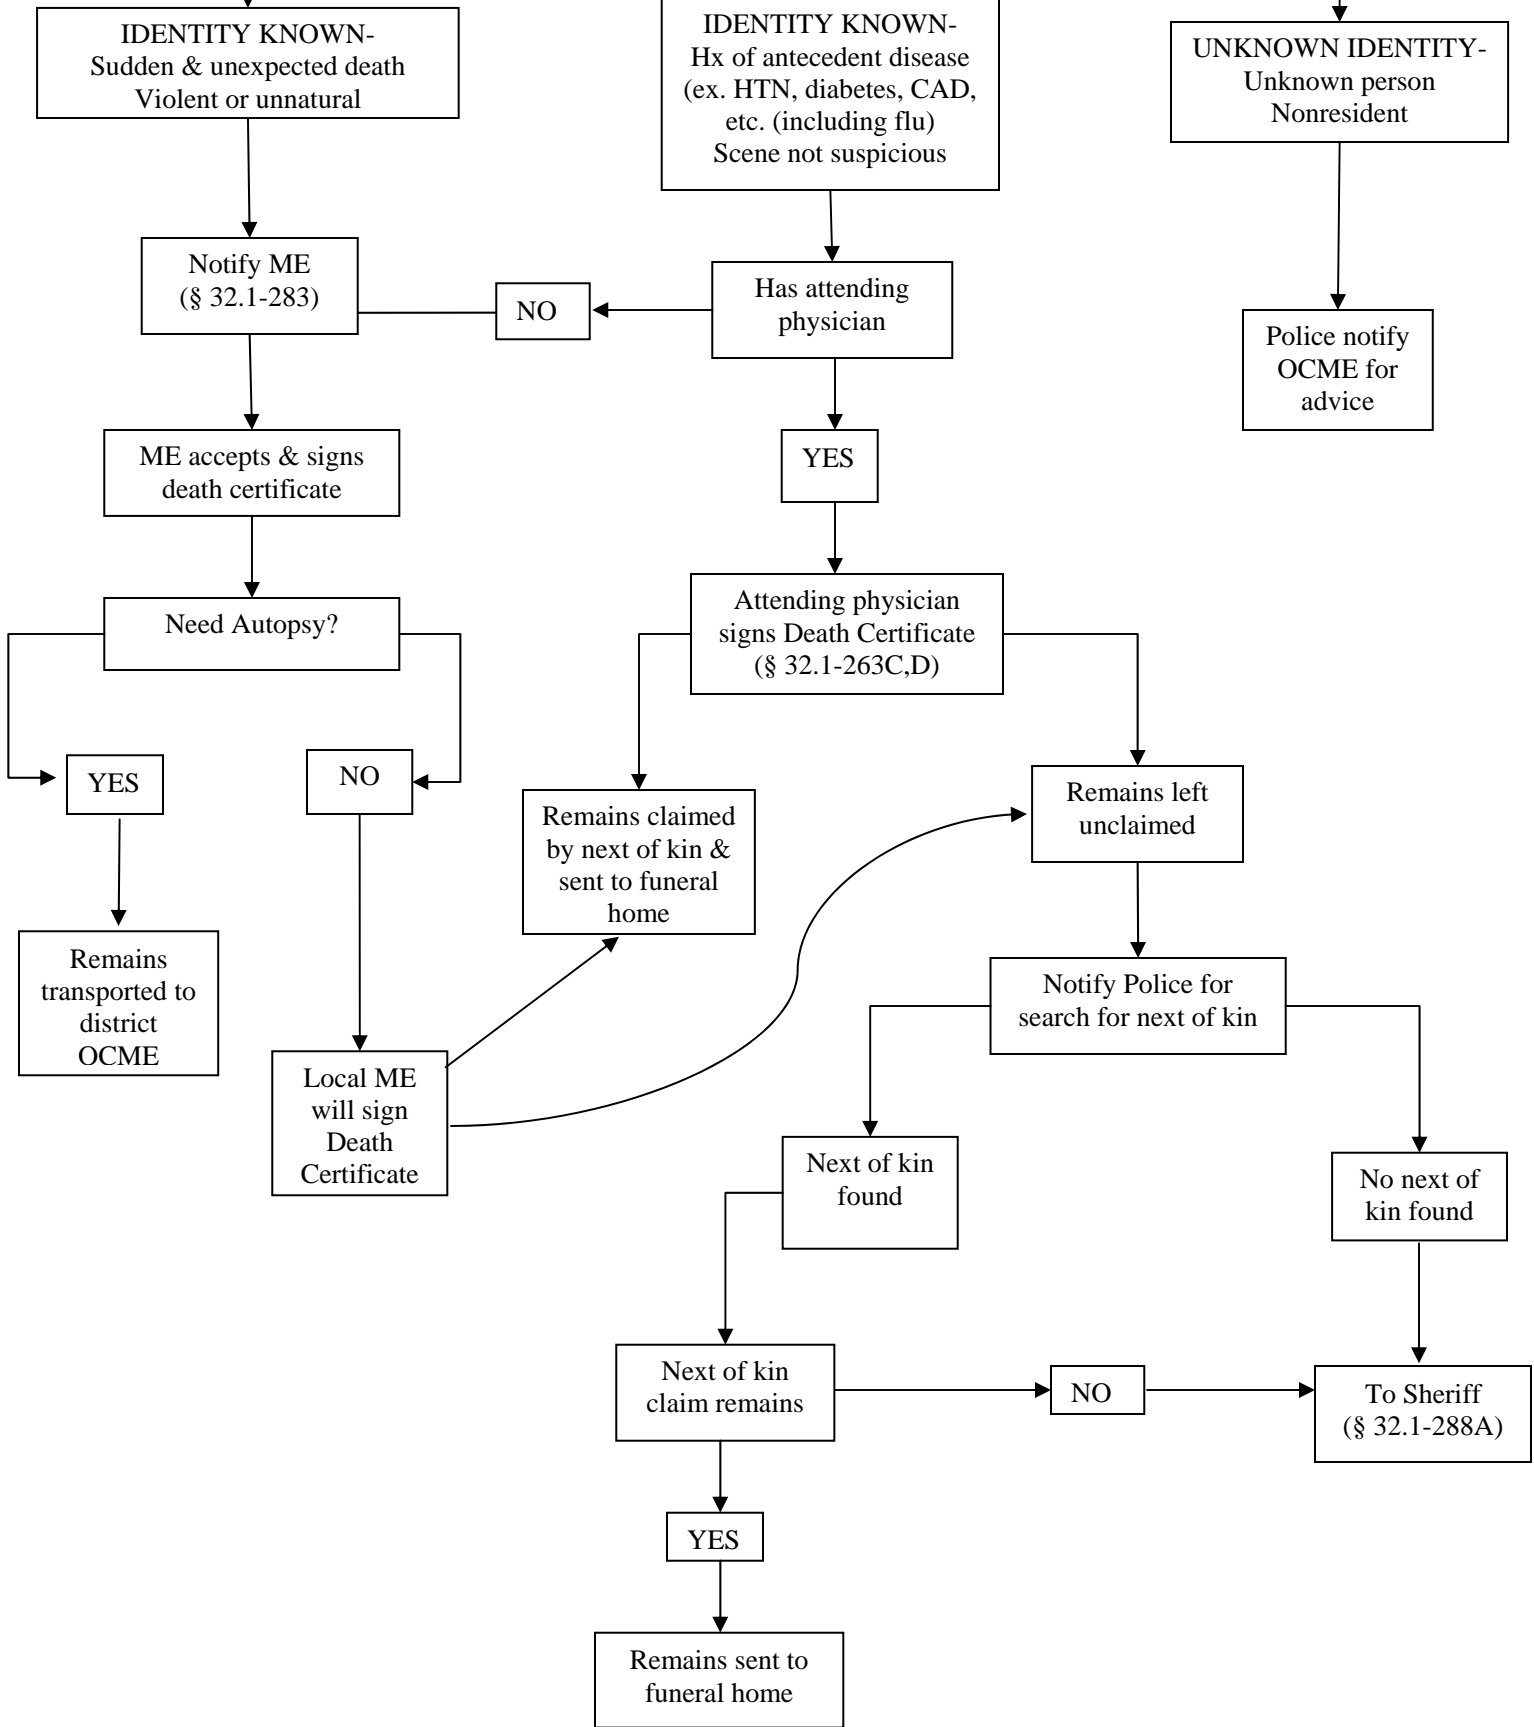 IDENTITY KNOWN-
Sudden & unexpected death
Violent or unnatural
IDENTITY KNOWN-
Hx of antecedent disease
(ex. HTN, diabetes, CAD,
etc. (including flu)
Scene not suspicious
UNKNOWN IDENTITY-
Unknown person
Nonresident
Notify ME
(§ 32.1-283)
NO
Has attending
physician
Police notify
OCME for
advice
ME accepts & signs
death certificate
YES
Need Autopsy?
Attending physician
signs Death Certificate
(§ 32.1-263C,D)
YES
NO
Remains claimed
by next of kin &
sent to funeral
home
Remains left
unclaimed
Remains
transported to
district
OCME
Notify Police for
search for next of kin
Local ME
will sign
Death
Certificate
Next of kin
found
No next of
kin found
Next of kin
claim remains
NO
To Sheriff
(§ 32.1-288A)
YES
Remains sent to
funeral home